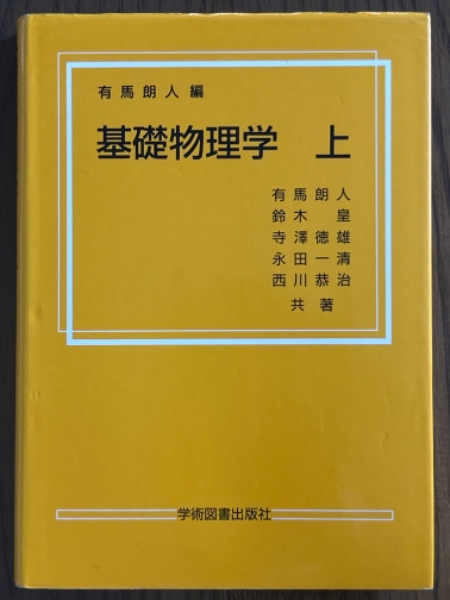 有馬朗人編
基礎物理学 上
有馬朗人
鈴木 皇
寺澤徳雄
永田一清
西川恭治
共著
学術図書出版社